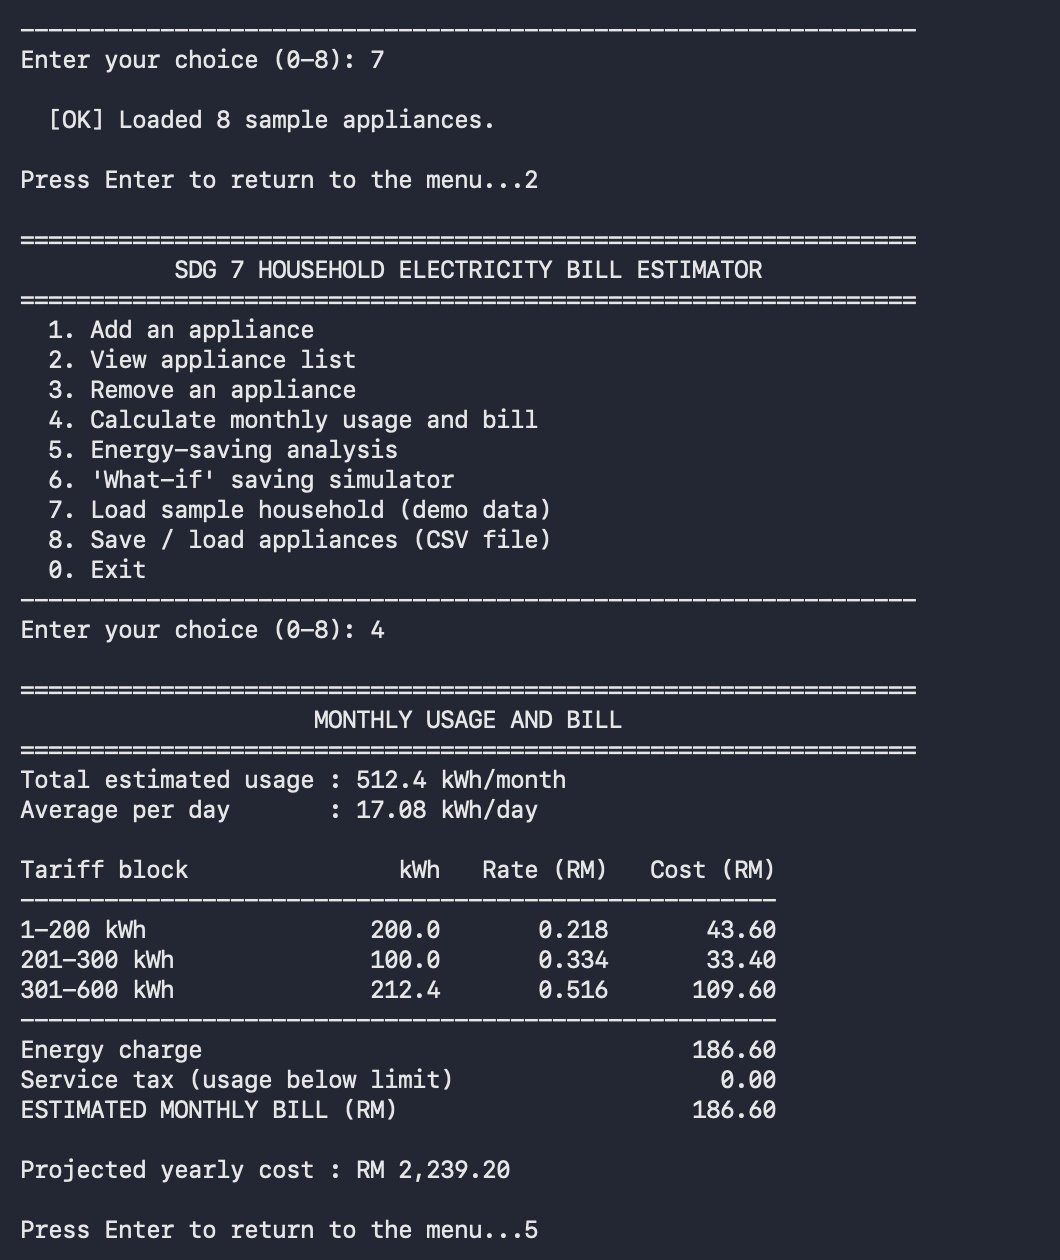 ----------------------------------------------------------------
Enter your choice (0-8): 7
[OK] Loaded 8 sample appliances.
Press Enter to return to the menu...2
================================================================
SDG 7 HOUSEHOLD ELECTRICITY BILL ESTIMATOR
================================================================
1. Add an appliance
2. View appliance list
3. Remove an appliance
4. Calculate monthly usage and bill
5. Energy-saving analysis
6. 'What-if' saving simulator
7. Load sample household (demo data)
8. Save / load appliances (CSV file)
0. Exit
----------------------------------------------------------------
Enter your choice (0-8): 4
================================================================
MONTHLY USAGE AND BILL
================================================================
Total estimated usage : 512.4 kWh/month
Average per day : 17.08 kWh/day
Tariff block kWh Rate (RM) Cost (RM)
------------------------------------------------------
1-200 kWh 200.0 0.218 43.60
201-300 kWh 100.0 0.334 33.40
301-600 kWh 212.4 0.516 109.60
------------------------------------------------------
Energy charge 186.60
Service tax (usage below limit) 0.00
ESTIMATED MONTHLY BILL (RM) 186.60
Projected yearly cost : RM 2,239.20
Press Enter to return to the menu...5